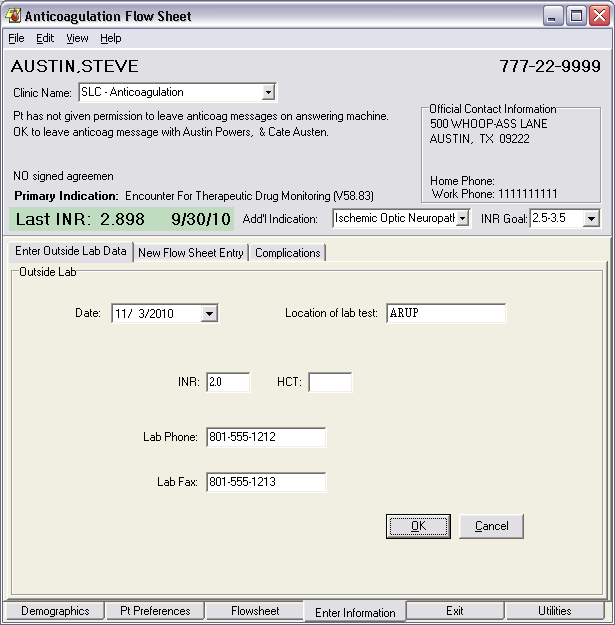 Anticoagulation Flow Sheet
File Edit View Help
AUSTIN,STEVE 777-22-9999
Clinic Name: SLC - Anticoagulation
Pt has not given permission to leave anticoag messages on answering machine.
OK to leave anticoag message with Austin Powers, & Cate Austen.
Official Contact Information
500 WHOOP-ASS LANE
AUSTIN, TX 09222
Home Phone:
Work Phone: 1111111111
NO signed agreemen
Primary Indication: Encounter For Therapeutic Drug Monitoring (V58.83)
Last INR: 2.898 9/30/10 Add'l Indication: Ischemic Optic Neuropath INR Goal: 2.5-3.5
Enter Outside Lab Data New Flow Sheet Entry Complications
Outside Lab
Date: 11/ 3/2010 Location of lab test: ARUP
INR: 2.0 HCT:
Lab Phone: 801-555-1212
Lab Fax: 801-555-1213
OK Cancel
Demographics Pt Preferences Flowsheet Enter Information Exit Utilities